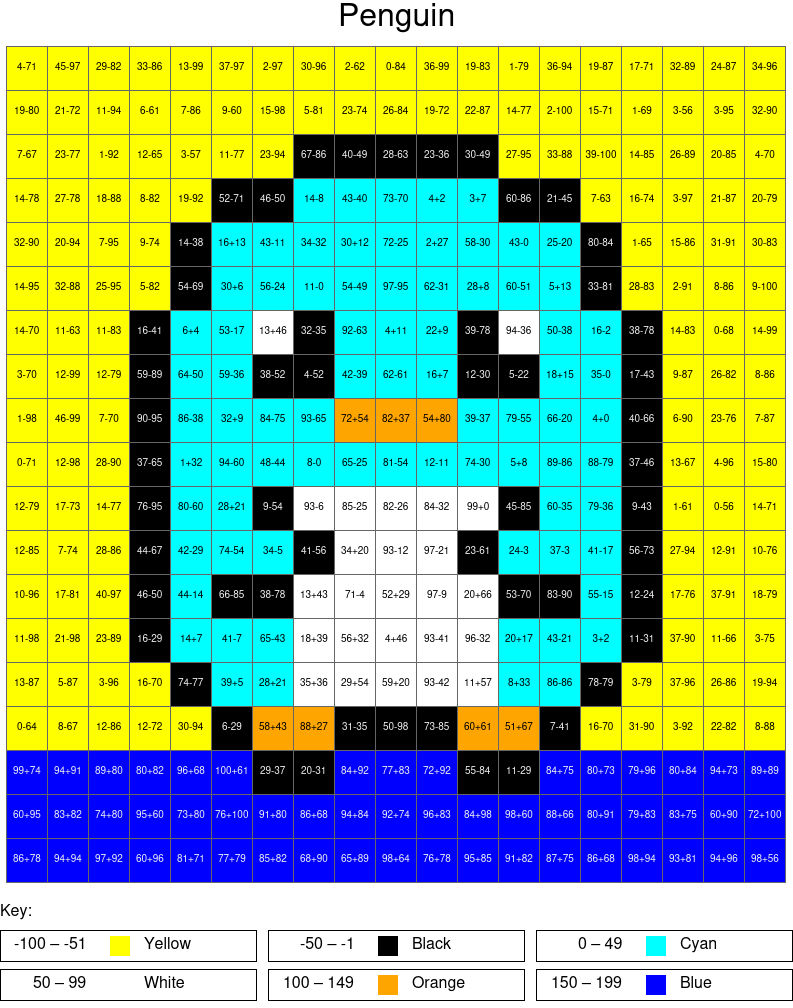 Penguin
4-71 45-97 29-82 33-86 13-99 37-97 2-97 30-96 2-62 0-84 36-99 19-83 1-79 36-94 19-87 17-71 32-89 24-87 34-96
19-80 21-72 11-94 6-61 7-86 9-60 15-98 5-81 23-74 26-84 19-72 22-87 14-77 2-100 15-71 1-69 3-56 3-95 32-90
7-67 23-77 1-92 12-65 3-57 11-77 23-94 67-86 40-49 28-63 23-36 30-49 27-95 33-88 39-100 14-85 26-89 20-85 4-70
14-78 27-78 18-88 8-82 19-92 52-71 46-50 14-8 43-40 73-70 4+2 3+7 60-86 21-45 7-63 16-74 3-97 21-87 20-79
32-90 20-94 7-95 9-74 14-38 16+13 43-11 34-32 30+12 72-25 2+27 58-30 43-0 25-20 80-84 1-65 15-86 31-91 30-83
14-95 32-88 25-95 5-82 54-69 30+6 56-24 11-0 54-49 97-95 62-31 28+8 60-51 5+13 33-81 28-83 2-91 8-86 9-100
14-70 11-63 11-83 16-41 6+4 53-17 13+46 32-35 92-63 4+11 22+9 39-78 94-36 50-38 16-2 38-78 14-83 0-68 14-99
3-70 12-99 12-79 59-89 64-50 59-36 38-52 4-52 42-39 62-61 16+7 12-30 5-22 18+15 35-0 17-43 9-87 26-82 8-86
1-98 46-99 7-70 90-95 86-38 32+9 84-75 93-65 72+54 82+37 54+80 39-37 79-55 66-20 4+0 40-66 6-90 23-76 7-87
0-71 12-98 28-90 37-65 1+32 94-60 48-44 8-0 65-25 81-54 12-11 74-30 5+8 89-86 88-79 37-46 13-67 4-96 15-80
12-79 17-73 14-77 76-95 80-60 28+21 9-54 93-6 85-25 82-26 84-32 99+0 45-85 60-35 79-36 9-43 1-61 0-56 14-71
12-85 7-74 28-86 44-67 42-29 74-54 34-5 41-56 34+20 93-12 97-21 23-61 24-3 37-3 41-17 56-73 27-94 12-91 10-76
10-96 17-81 40-97 46-50 44-14 66-85 38-78 13+43 71-4 52+29 97-9 20+66 53-70 83-90 55-15 12-24 17-76 37-91 18-79
11-98 21-98 23-89 16-29 14+7 41-7 65-43 18+39 56+32 4+46 93-41 96-32 20+17 43-21 3+2 11-31 37-90 11-66 3-75
13-87 5-87 3-96 16-70 74-77 39+5 28+21 35+36 29+54 59+20 93-42 11+57 8+33 86-86 78-79 3-79 37-96 26-86 19-94
0-64 8-67 12-86 12-72 30-94 6-29 58+43 88+27 31-35 50-98 73-85 60+61 51+67 7-41 16-70 31-90 3-92 22-82 8-88
99+74 94+91 89+80 80+82 96+68 100+61 29-37 20-31 84+92 77+83 72+92 55-84 11-29 84+75 80+73 79+96 80+84 94+73 89+89
60+95 83+82 74+80 95+60 73+80 76+100 91+80 86+68 94+84 92+74 96+83 84+98 98+60 88+66 80+91 79+83 83+75 60+90 72+100
86+78 94+94 97+92 60+96 81+71 77+79 85+82 68+90 65+89 98+64 76+78 95+85 91+82 87+75 86+68 98+94 93+81 94+96 98+56
Key:
-100 – -51 Yellow -50 – -1 Black 0 – 49 Cyan
50 – 99 White 100 – 149 Orange 150 – 199 Blue